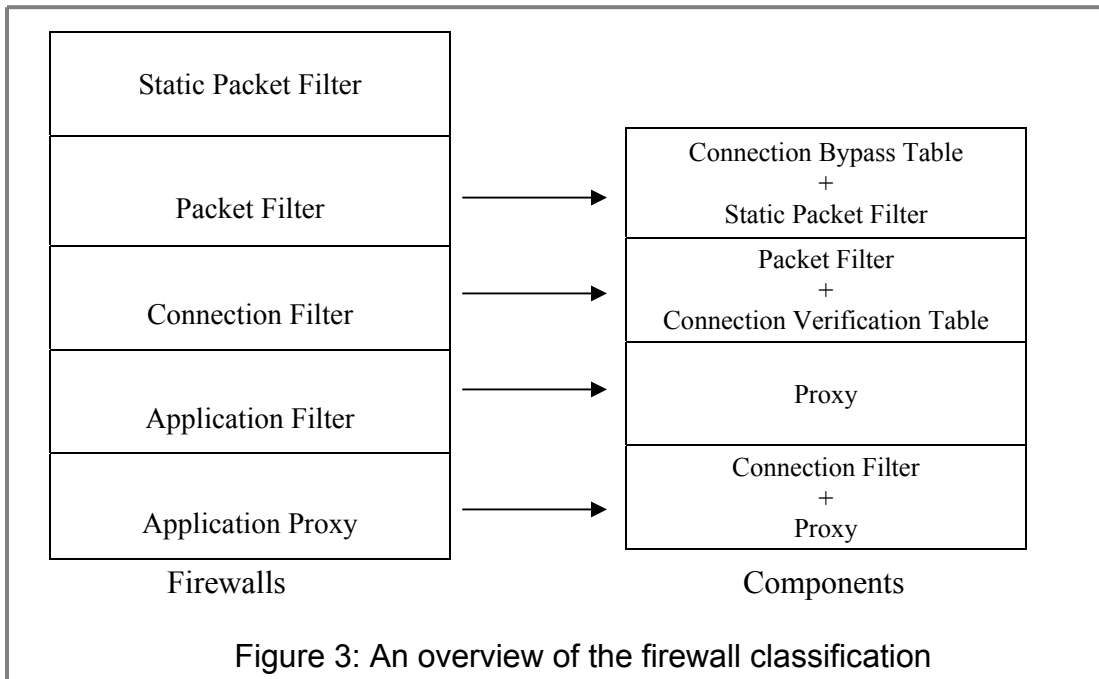 Static Packet Filter
Packet Filter
Connection Filter
Application Filter
Application Proxy
Firewalls
Connection Bypass Table
+
Static Packet Filter
Packet Filter
+
Connection Verification Table
Proxy
Connection Filter
+
Proxy
Components
Figure 3: An overview of the firewall classification